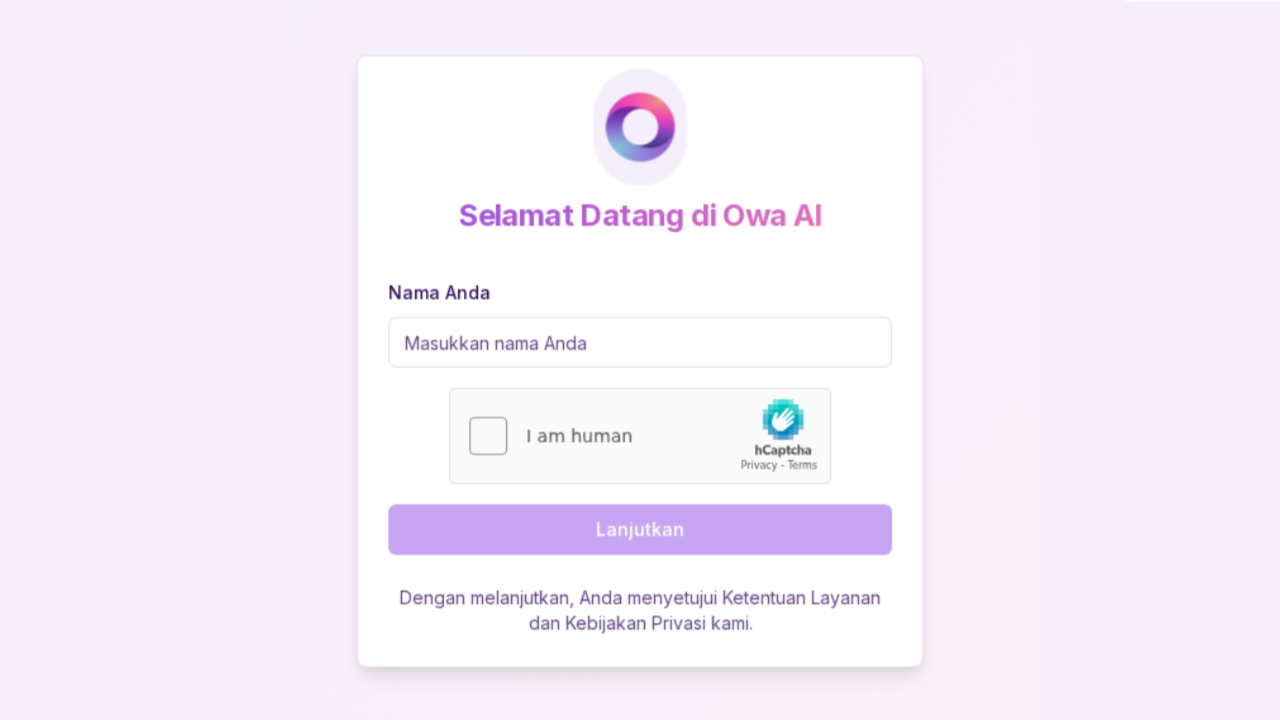 Selamat Datang di Owa AI
Nama Anda
Masukkan nama Anda
I am human
hCaptcha
Privacy - Terms
Lanjutkan
Dengan melanjutkan, Anda menyetujui Ketentuan Layanan
dan Kebijakan Privasi kami.